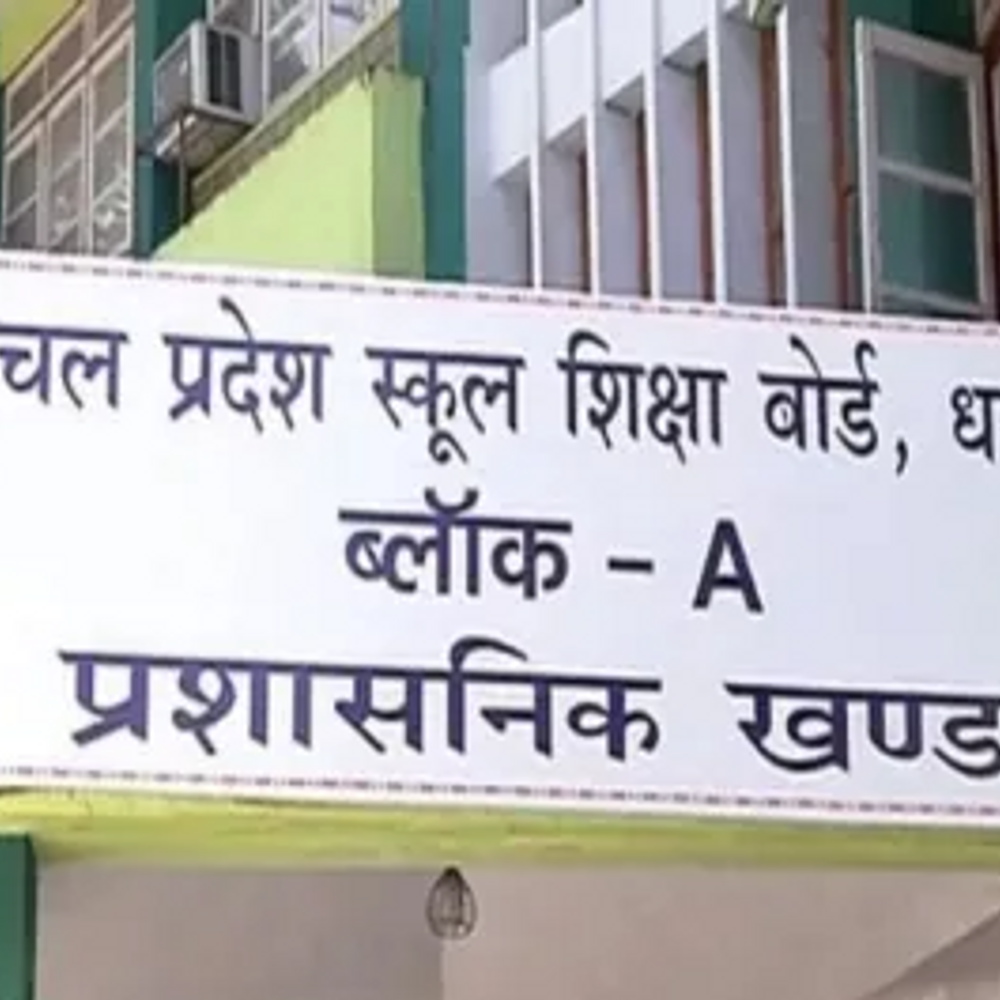 चल प्रदेश स्कूल शिक्षा बोर्ड, ध
ब्लॉक – A
प्रशासनिक खण्ड